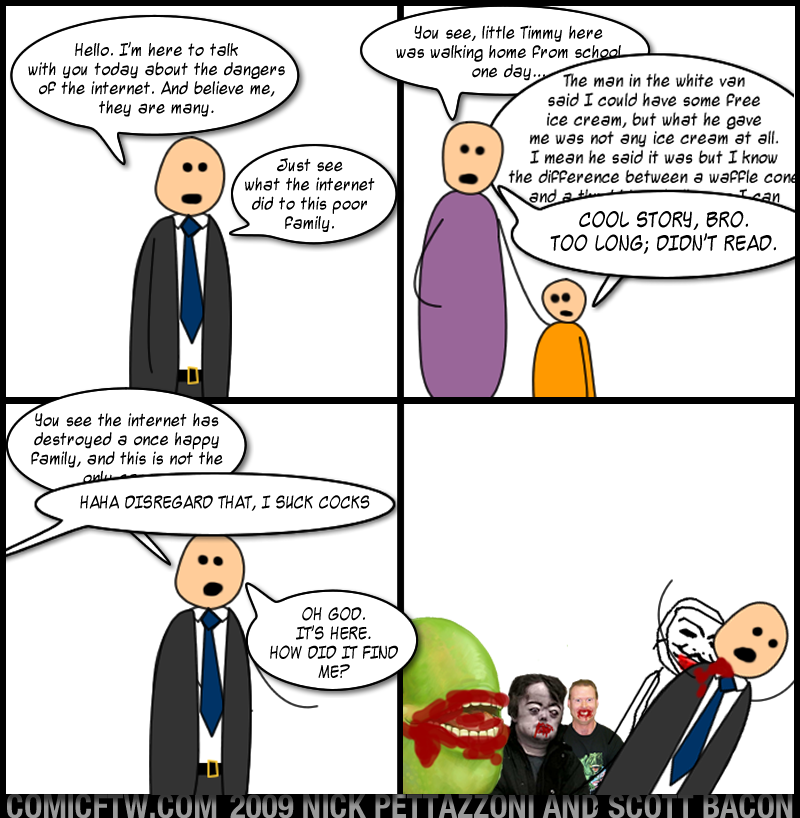 Hello. I'm here to talk
with you today about the dangers
of the internet. And believe me,
they are many.
Just see
what the internet
did to this poor
family.
You see, little Timmy here
was walking home from school
one day...
The man in the white van
said I could have some free
ice cream, but what he gave
me was not any ice cream at all.
I mean he said it was but I know
the difference between a waffle cone
and a
I can
COOL STORY, BRO.
TOO LONG; DIDN'T READ.
You see the internet has
destroyed a once happy
family, and this is not the
only
HAHA DISREGARD THAT, I SUCK COCKS
OH GOD.
IT'S HERE.
HOW DID IT FIND
ME?
COMICFTW.COM 2009 NICK PETTAZZONI AND SCOTT BACON